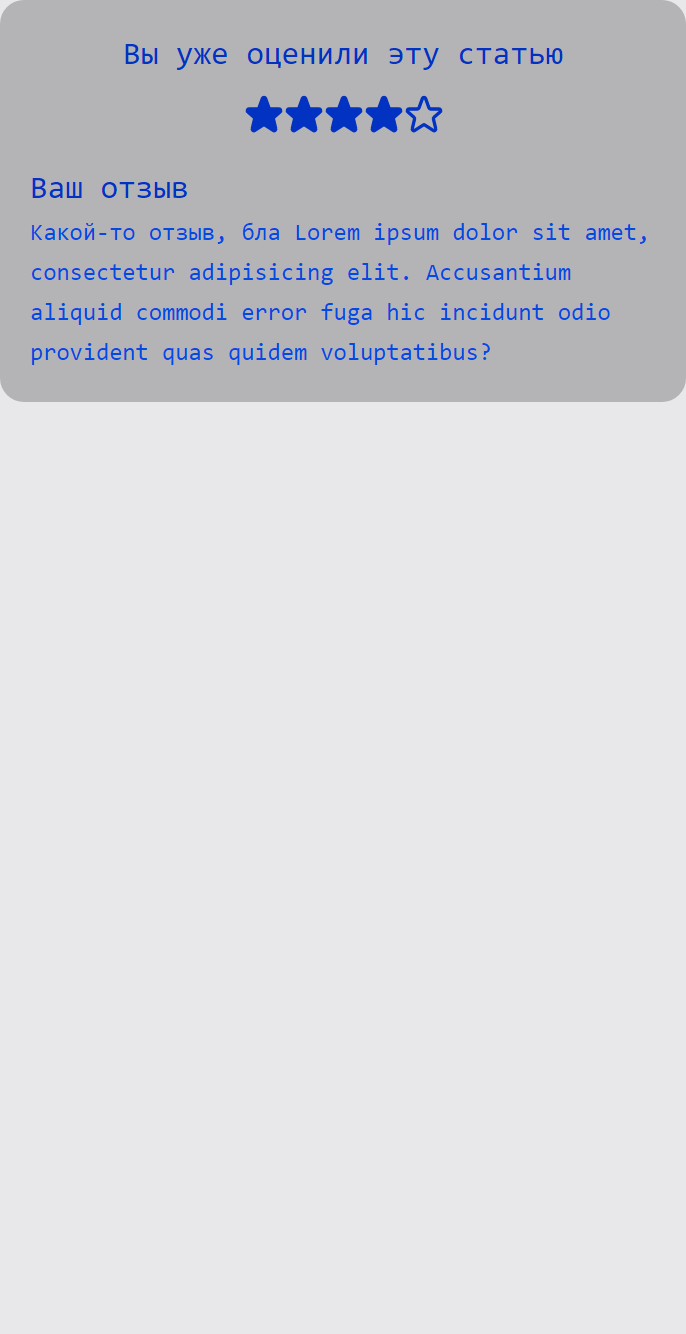 Вы уже оценили эту статью
Ваш отзыв
Какой-то отзыв, бла Lorem ipsum dolor sit amet,
consectetur adipisicing elit. Accusantium
aliquid commodi error fuga hic incidunt odio
provident quas quidem voluptatibus?